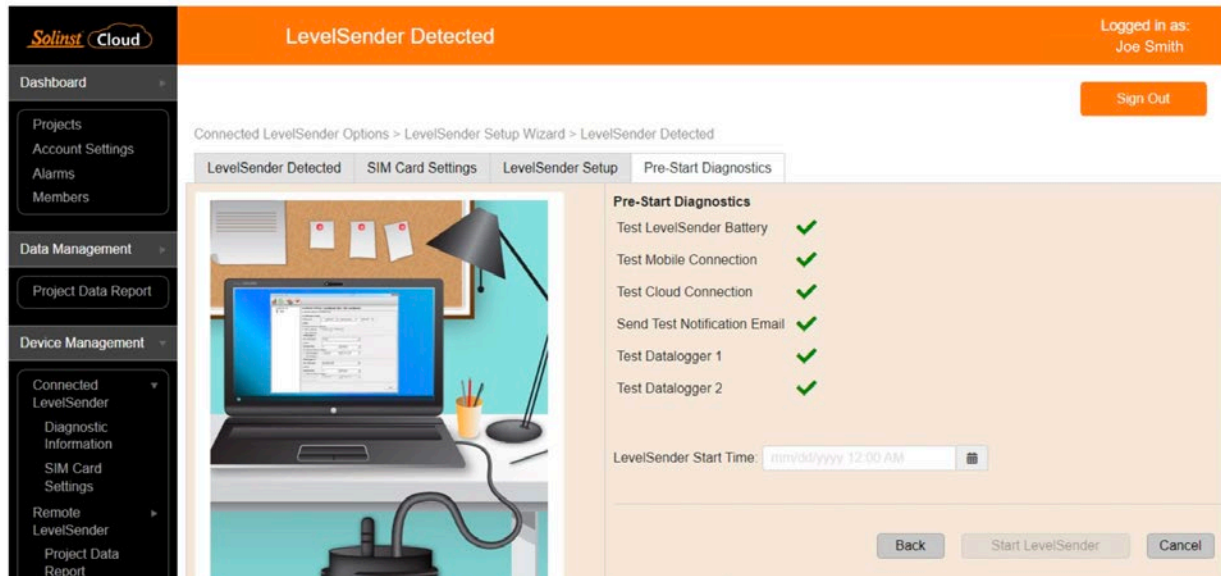 Solinst Cloud
LevelSender Detected
Logged in as:
Joe Smith
Sign Out
Dashboard
Projects
Account Settings
Alarms
Members
Data Management
Project Data Report
Device Management
Connected
LevelSender
Diagnostic
Information
SIM Card
Settings
Remote
LevelSender
Project Data
Report
Connected LevelSender Options > LevelSender Setup Wizard > LevelSender Detected
LevelSender Detected
SIM Card Settings
LevelSender Setup
Pre-Start Diagnostics
Pre-Start Diagnostics
Test LevelSender Battery
Test Mobile Connection
Test Cloud Connection
Send Test Notification Email
Test Datalogger 1
Test Datalogger 2
LevelSender Start Time: mm/dd/yyyy 12:00 AM
Back
Start LevelSender
Cancel